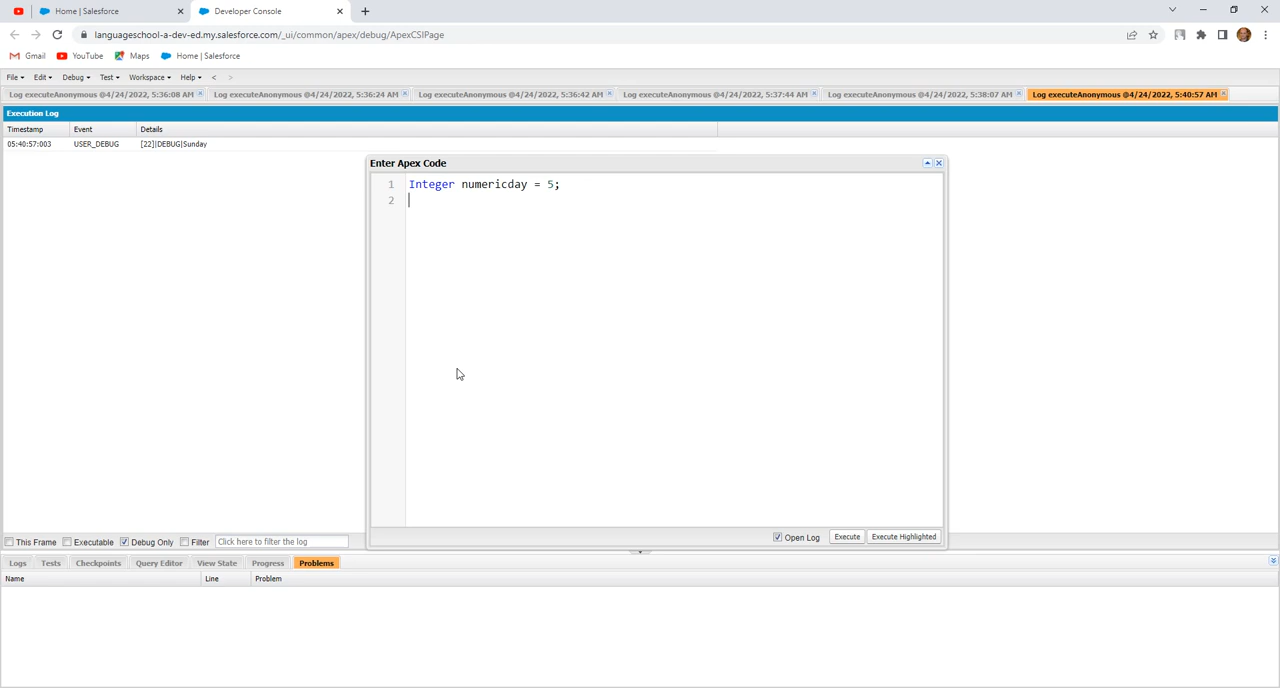 Home | Salesforce
Developer Console
languageschool-a-dev-ed.my.salesforce.com/_ui/common/apex/debug/ApexCSIPage
Gmail YouTube Maps Home | Salesforce
File Edit Debug Test Workspace Help < >
Log executeAnonymous @4/24/2022, 5:36:08 AM Log executeAnonymous @4/24/2022, 5:36:24 AM Log executeAnonymous @4/24/2022, 5:36:42 AM Log executeAnonymous @4/24/2022, 5:37:44 AM Log executeAnonymous @4/24/2022, 5:38:07 AM Log executeAnonymous @4/24/2022, 5:40:57 AM
Execution Log
Timestamp Event Details
05:40:57:003 USER_DEBUG [22]|DEBUG|Sunday
Enter Apex Code
1 Integer numericday = 5;
2
Open Log Execute Execute Highlighted
This Frame Executable Debug Only Filter Click here to filter the log
Logs Tests Checkpoints Query Editor View State Progress Problems
Name Line Problem